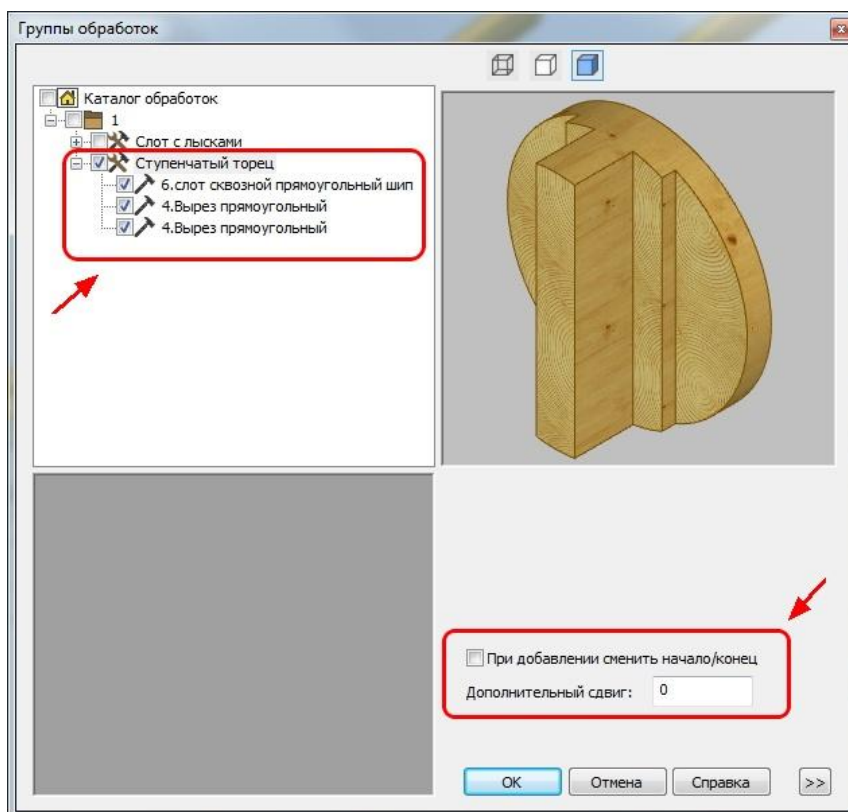 Группы обработок
Каталог обработок
1
Слот с лысками
Ступенчатый торец
6.слот сквозной прямоугольный шип
4.Вырез прямоугольный
4.Вырез прямоугольный
При добавлении сменить начало/конец
Дополнительный сдвиг: 0
ОК Отмена Справка >>